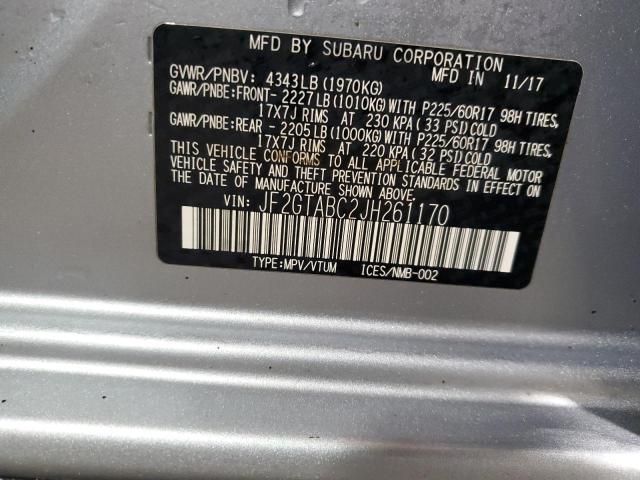 MFD BY SUBARU CORPORATION
GVWR/PNBV: 4343LB(1970KG) MFD IN 11/17
GAWR/PNBE:FRONT-2227LB(1010KG)WITH P225/60R17 98H TIRES,
17X7J RIMS AT 230 KPA(33 PSI)COLD
GAWR/PNBE:REAR -2205LB(1000KG)WITH P225/60R17 98H TIRES,
17X7J RIMS AT 220 KPA(32 PSI)COLD
THIS VEHICLE CONFORMS TO ALL APPLICABLE FEDERAL MOTOR
VEHICLE SAFETY AND THEFT PREVENTION STANDARDS IN EFFECT ON
THE DATE OF MANUFACTURE SHOWN ABOVE.
VIN: JF2GTABC2JH261170
TYPE:MPV/VTUM ICES/NMB-002